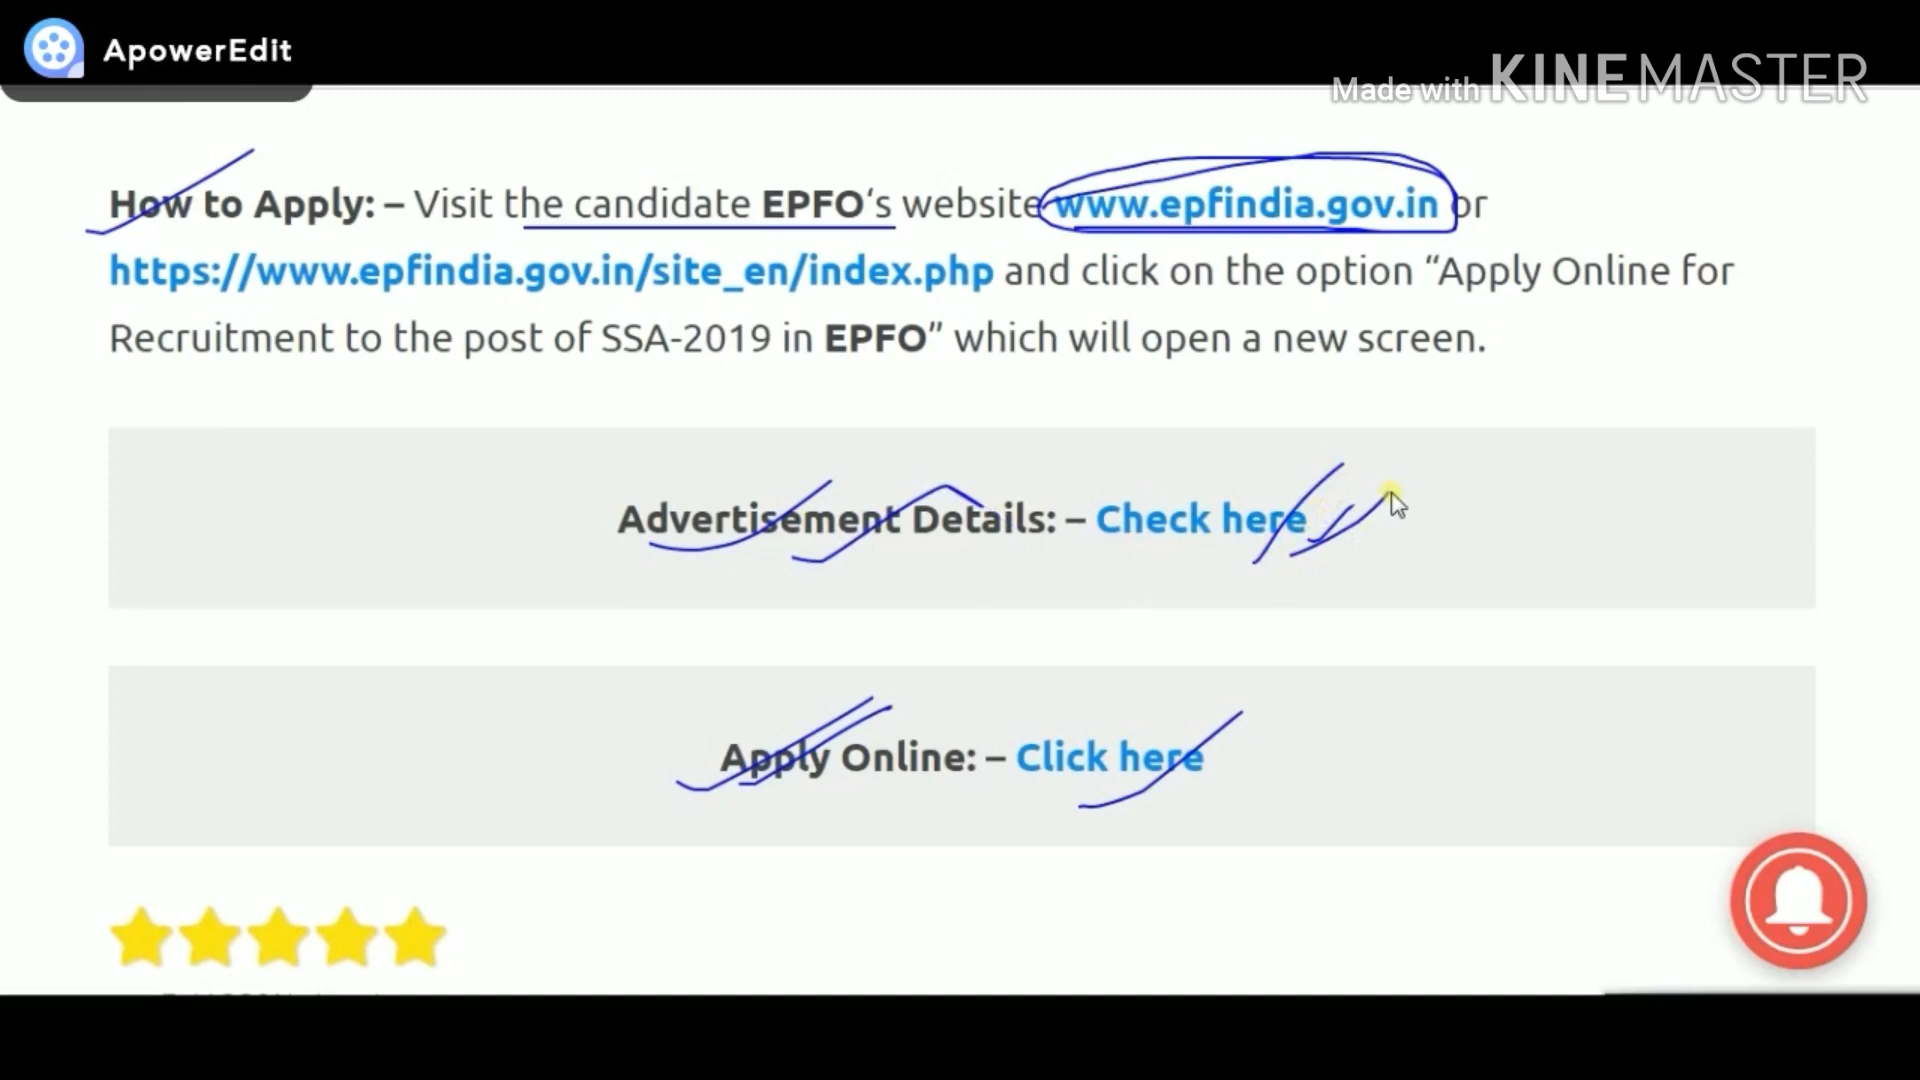 ApowerEdit
Made with KINEMASTER
How to Apply: – Visit the candidate EPFO‘s website www.epfindia.gov.in or
https://www.epfindia.gov.in/site_en/index.php and click on the option “Apply Online for
Recruitment to the post of SSA-2019 in EPFO” which will open a new screen.
Advertisement Details: – Check here
Apply Online: – Click here